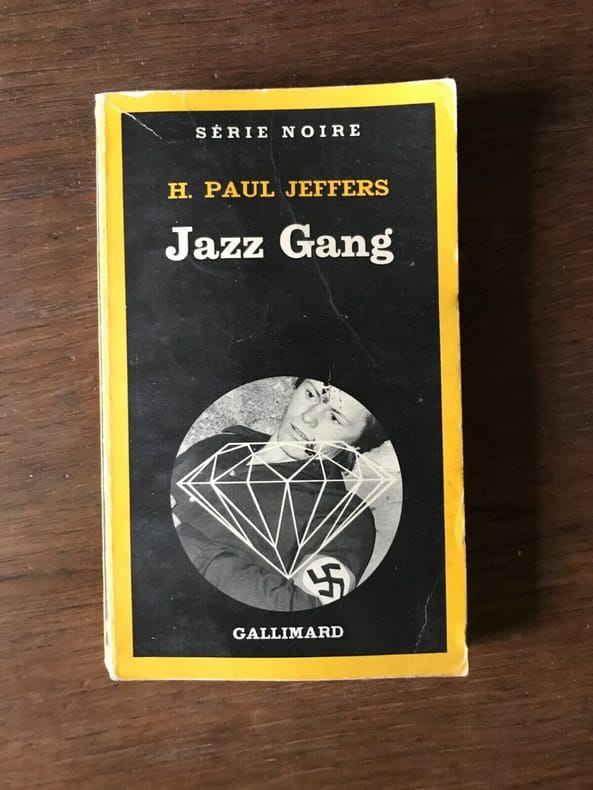 SÉRIE NOIRE
H. PAUL JEFFERS
Jazz Gang
GALLIMARD